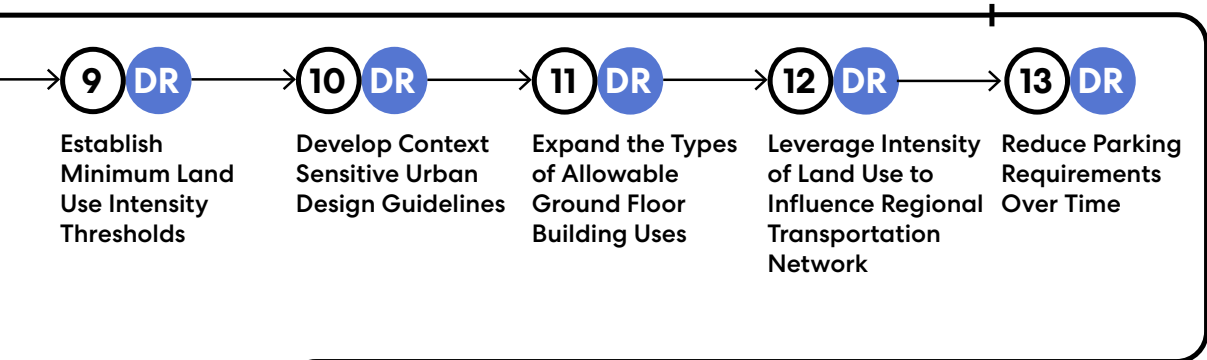 9 DR
Establish
Minimum Land
Use Intensity
Thresholds
10 DR
Develop Context
Sensitive Urban
Design Guidelines
11 DR
Expand the Types
of Allowable
Ground Floor
Building Uses
12 DR
Leverage Intensity
of Land Use to
Influence Regional
Transportation
Network
13 DR
Reduce Parking
Requirements
Over Time